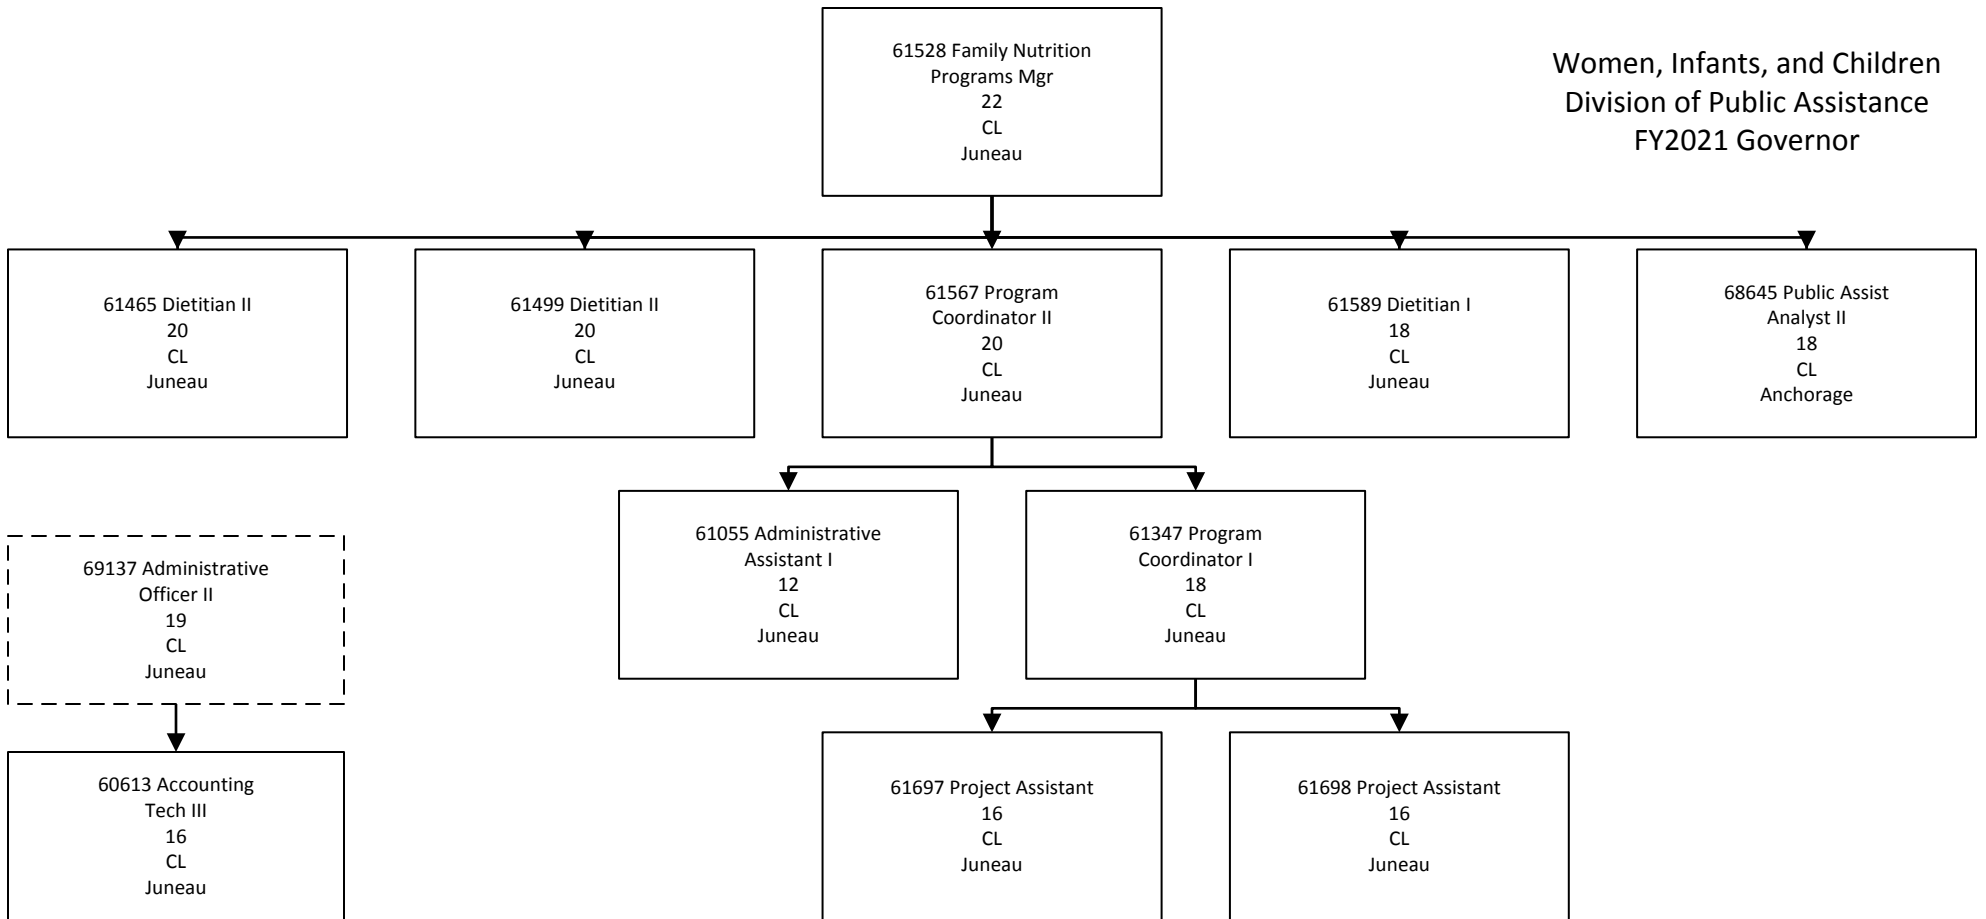 61528 Family Nutrition
Programs Mgr
22
CL
Juneau
Women, Infants, and Children
Division of Public Assistance
FY2021 Governor
61465 Dietitian II
20
CL
Juneau
61499 Dietitian II
20
CL
Juneau
61567 Program
Coordinator II
20
CL
Juneau
61589 Dietitian I
18
CL
Juneau
68645 Public Assist
Analyst II
18
CL
Anchorage
61055 Administrative
Assistant I
12
CL
Juneau
61347 Program
Coordinator I
18
CL
Juneau
69137 Administrative
Officer II
19
CL
Juneau
60613 Accounting
Tech III
16
CL
Juneau
61697 Project Assistant
16
CL
Juneau
61698 Project Assistant
16
CL
Juneau